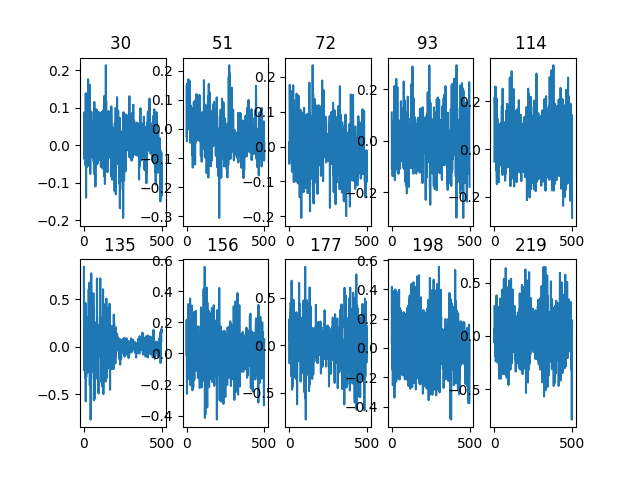 30 51 72 93 114
0.2 0.2 0.2 0.2 0.2
0.1 0.1 0.1 0.0 0.0
0.0 0.0 0.0 −0.2 −0.2
−0.1 −0.1 −0.1
−0.2 −0.2 −0.2
−0.3
0 500 0 500 0 500 0 500 0 500
135 156 177 198 219
0.5 0.6 0.5 0.6 0.5
0.0 0.4 0.0 0.4 0.0
−0.5 0.2 −0.5 0.2 −0.5
0.0 0.0
−0.2 −0.2
−0.4 −0.4
0 500 0 500 0 500 0 500 0 500